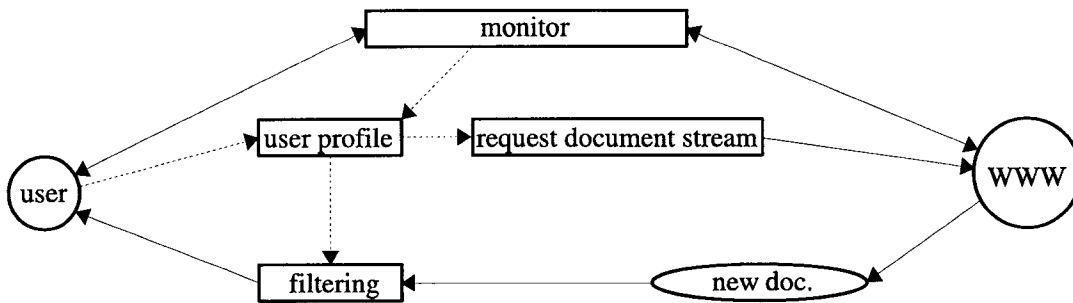 monitor
user profile
request document stream
user
WWW
filtering
new doc.